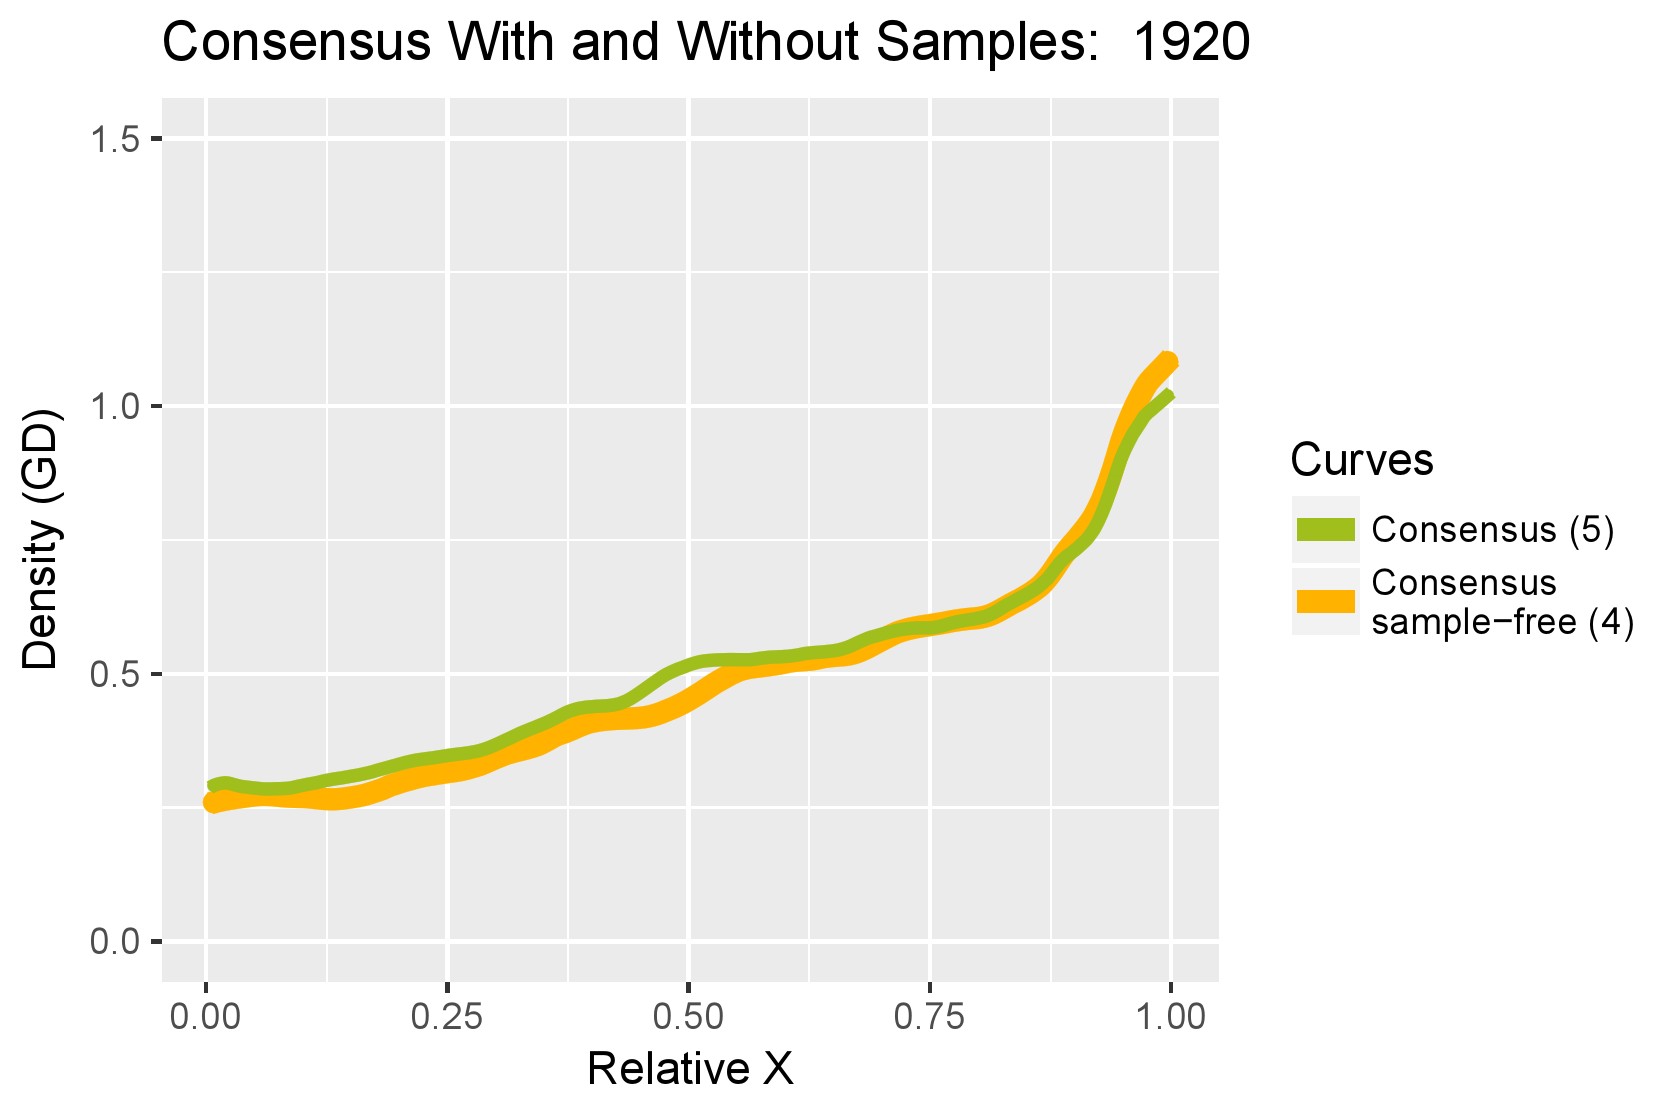 Consensus With and Without Samples:  1920
1.5
1.0
0.5
0.0
Density (GD)
0.00 0.25 0.50 0.75 1.00
Relative X
Curves
Consensus (5)
Consensus
sample−free (4)